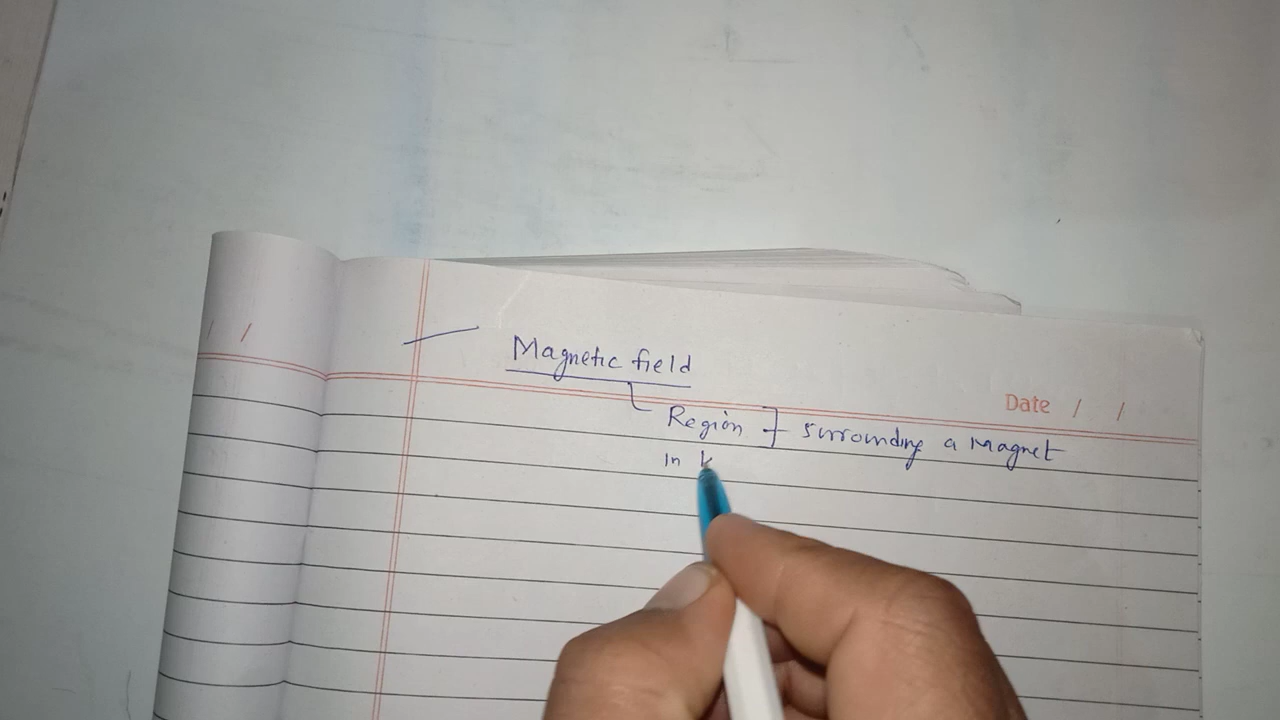 / /
Magnetic field
Date / /
Region } surrounding a Magnet
In